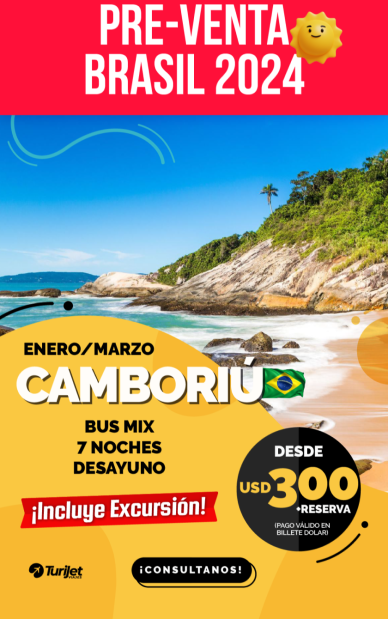 PRE-VENTA
BRASIL 2024
ENERO/MARZO
CAMBORIÚ
BUS MIX
7 NOCHES
DESAYUNO
¡Incluye Excursión!
DESDE
USD 300
+RESERVA
(PAGO VÁLIDO EN
BILLETE DOLAR)
TuriJet
VIAJES
¡CONSULTANOS!